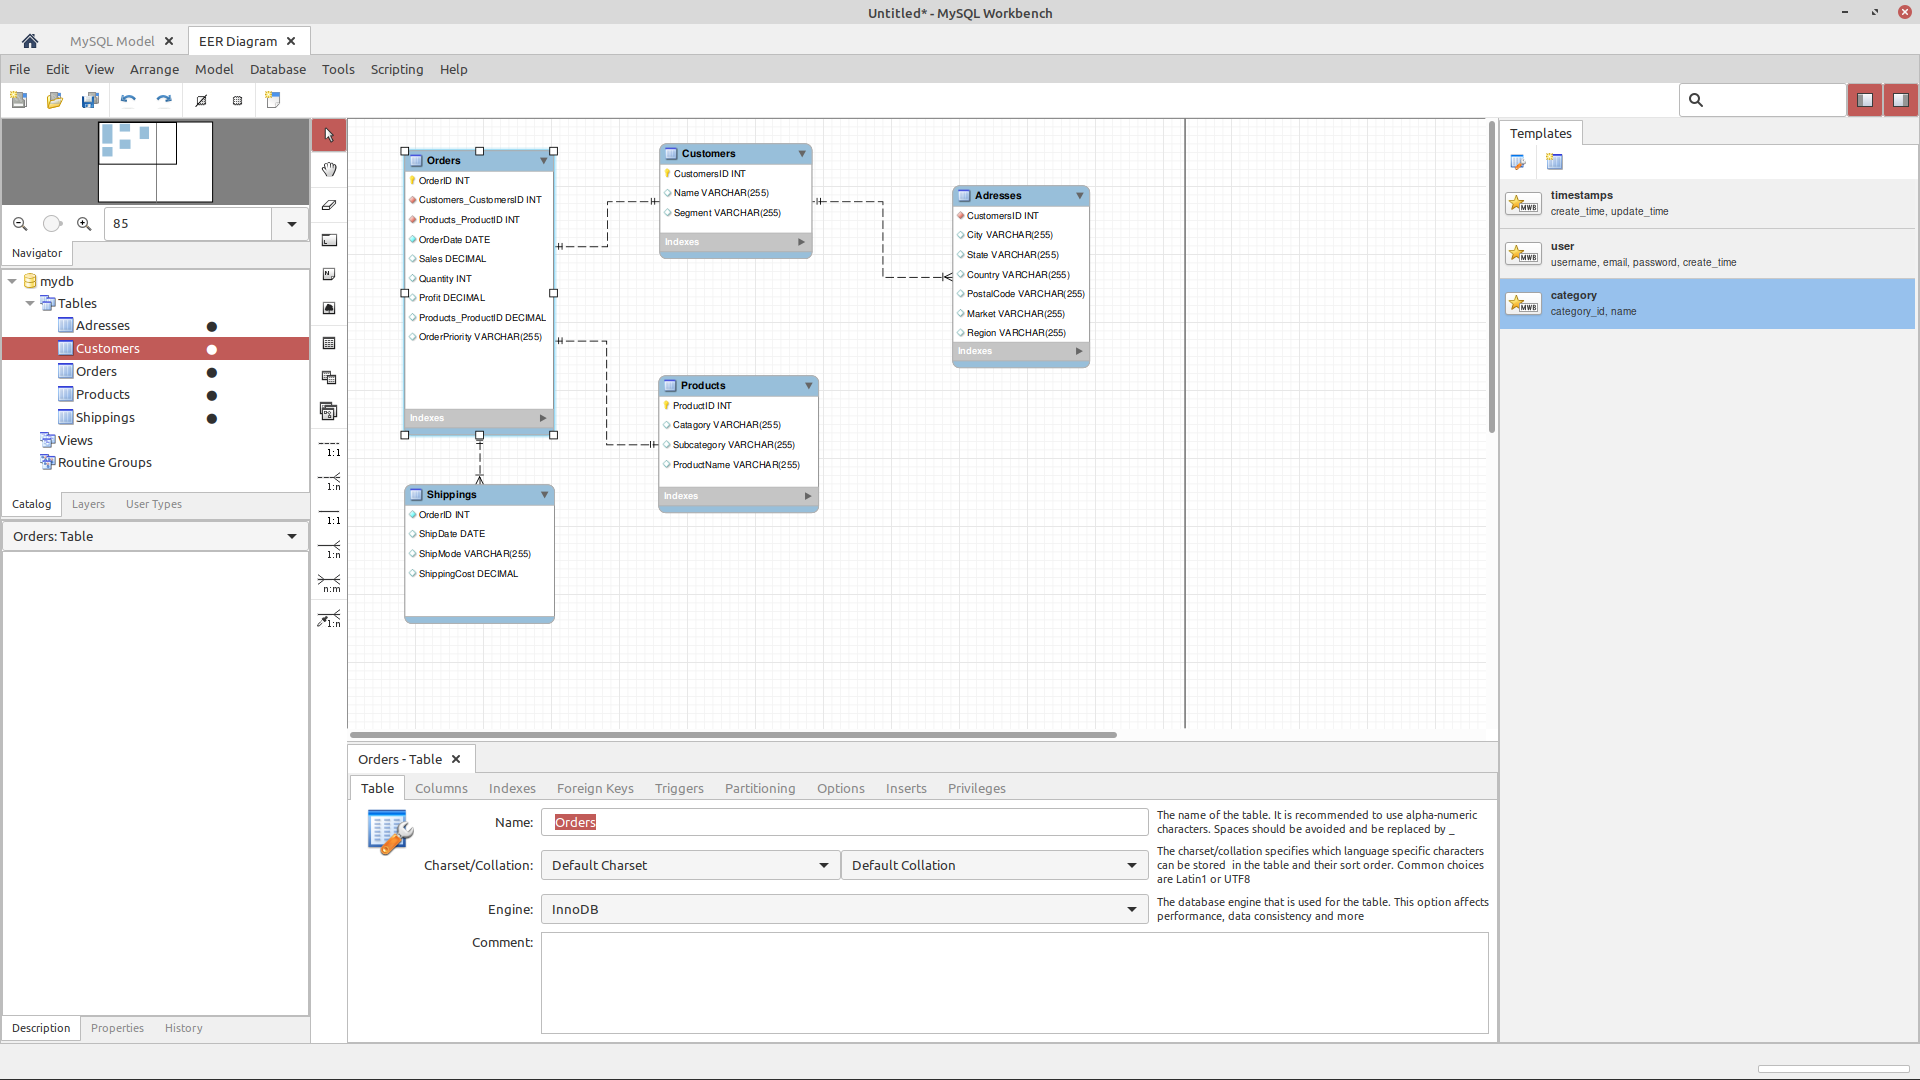 Untitled* - MySQL Workbench
MySQL Model
EER Diagram
File Edit View Arrange Model Database Tools Scripting Help
85
Navigator
mydb
Tables
Adresses
Customers
Orders
Products
Shippings
Views
Routine Groups
Catalog Layers User Types
Orders: Table
Description Properties History
1:1
1:n
1:1
1:n
n:m
1:n
Orders
OrderID INT
Customers_CustomersID INT
Products_ProductID INT
OrderDate DATE
Sales DECIMAL
Quantity INT
Profit DECIMAL
Products_ProductID DECIMAL
OrderPriority VARCHAR(255)
Indexes
Customers
CustomersID INT
Name VARCHAR(255)
Segment VARCHAR(255)
Indexes
Adresses
CustomersID INT
City VARCHAR(255)
State VARCHAR(255)
Country VARCHAR(255)
PostalCode VARCHAR(255)
Market VARCHAR(255)
Region VARCHAR(255)
Indexes
Products
ProductID INT
Catagory VARCHAR(255)
Subcategory VARCHAR(255)
ProductName VARCHAR(255)
Indexes
Shippings
OrderID INT
ShipDate DATE
ShipMode VARCHAR(255)
ShippingCost DECIMAL
Templates
timestamps
create_time, update_time
user
username, email, password, create_time
category
category_id, name
MWB
MWB
MWB
Orders - Table
Table Columns Indexes Foreign Keys Triggers Partitioning Options Inserts Privileges
Name: Orders
The name of the table. It is recommended to use alpha-numeric
characters. Spaces should be avoided and be replaced by _
Charset/Collation: Default Charset Default Collation
The charset/collation specifies which language specific characters
can be stored  in the table and their sort order. Common choices
are Latin1 or UTF8
Engine: InnoDB
The database engine that is used for the table. This option affects
performance, data consistency and more
Comment: